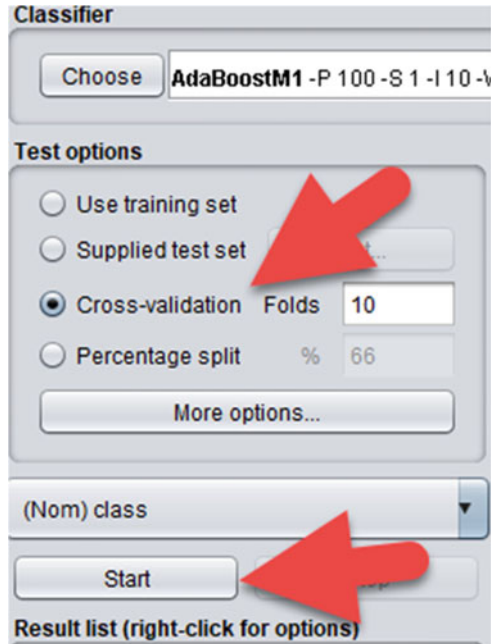 Classifier
Choose AdaBoostM1 -P 100 -S 1 -I 10 -W
Test options
Use training set
Supplied test set
Cross-validation Folds 10
Percentage split % 66
More options...
(Nom) class
Start
Result list (right-click for options)